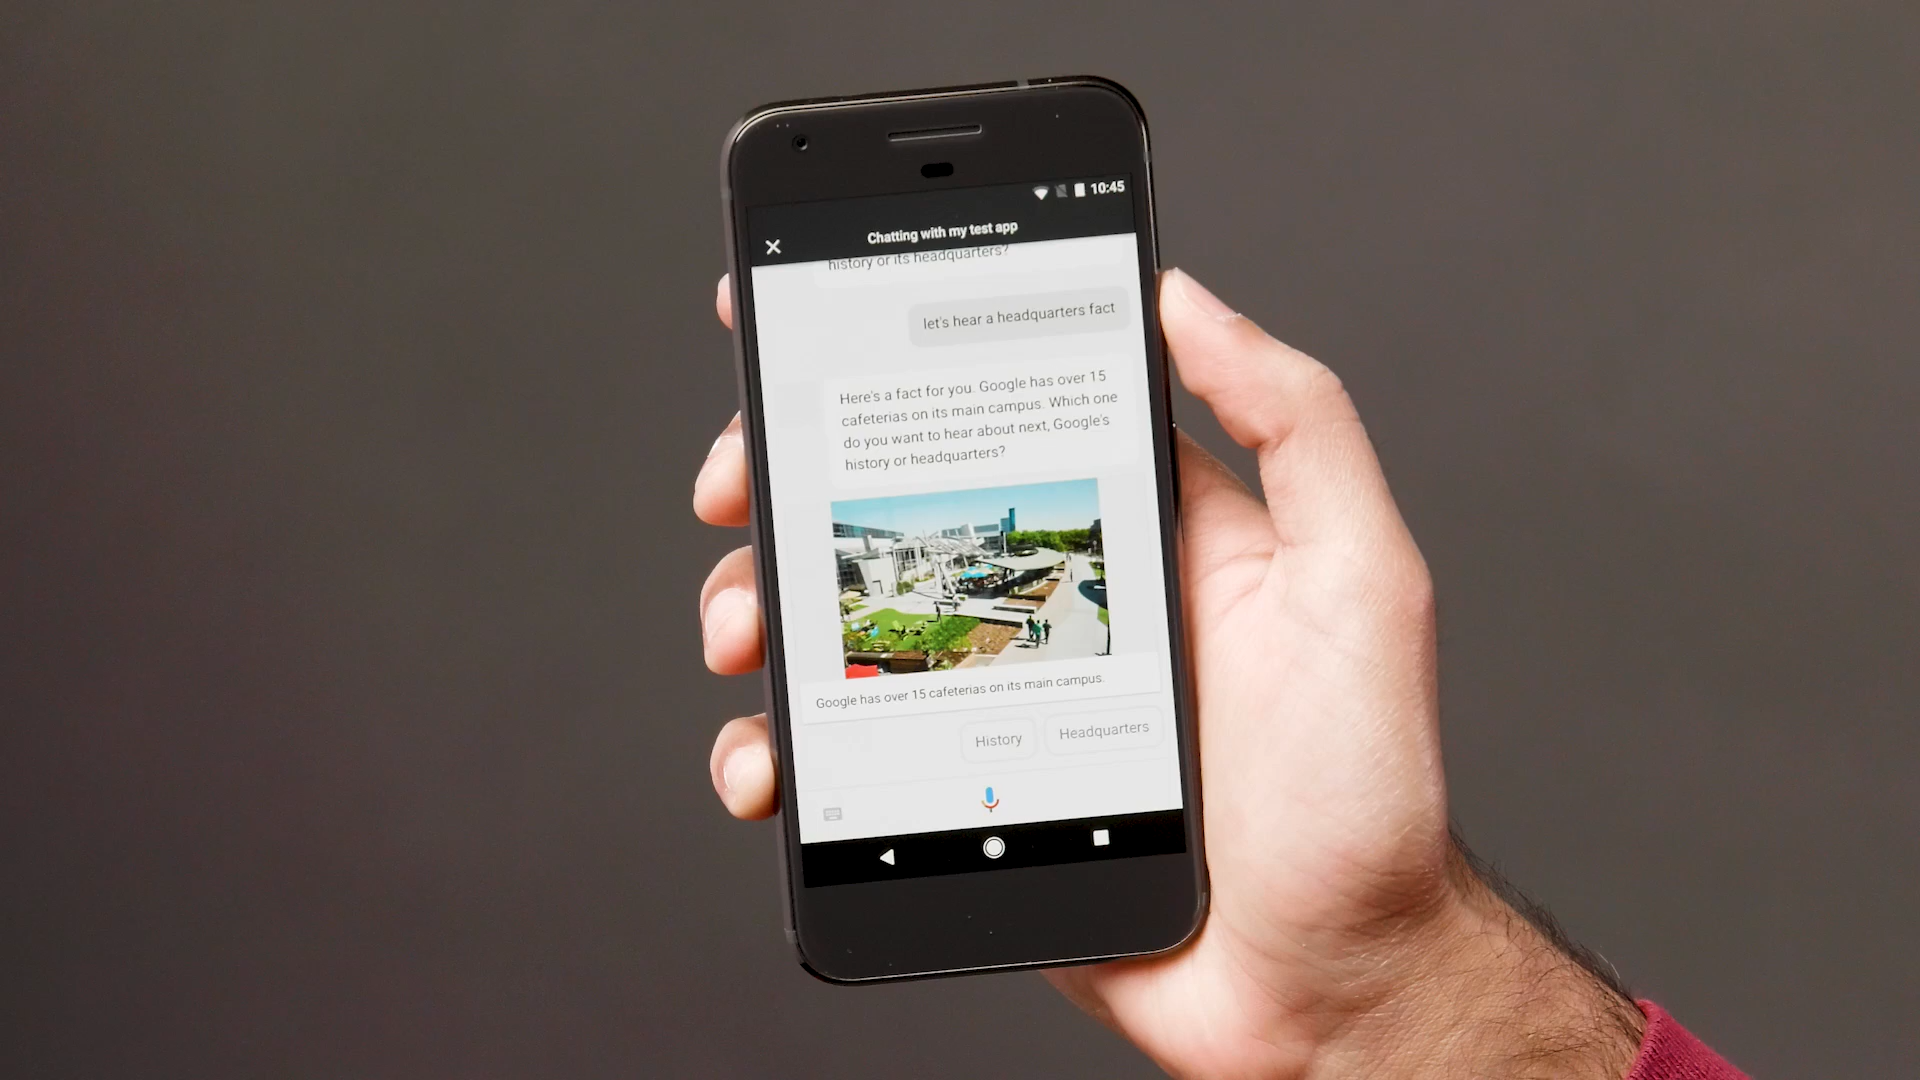 10:45
Chatting with my test app
history or its headquarters?
let's hear a headquarters fact
Here's a fact for you. Google has over 15
cafeterias on its main campus. Which one
do you want to hear about next, Google's
history or headquarters?
Google has over 15 cafeterias on its main campus.
History
Headquarters